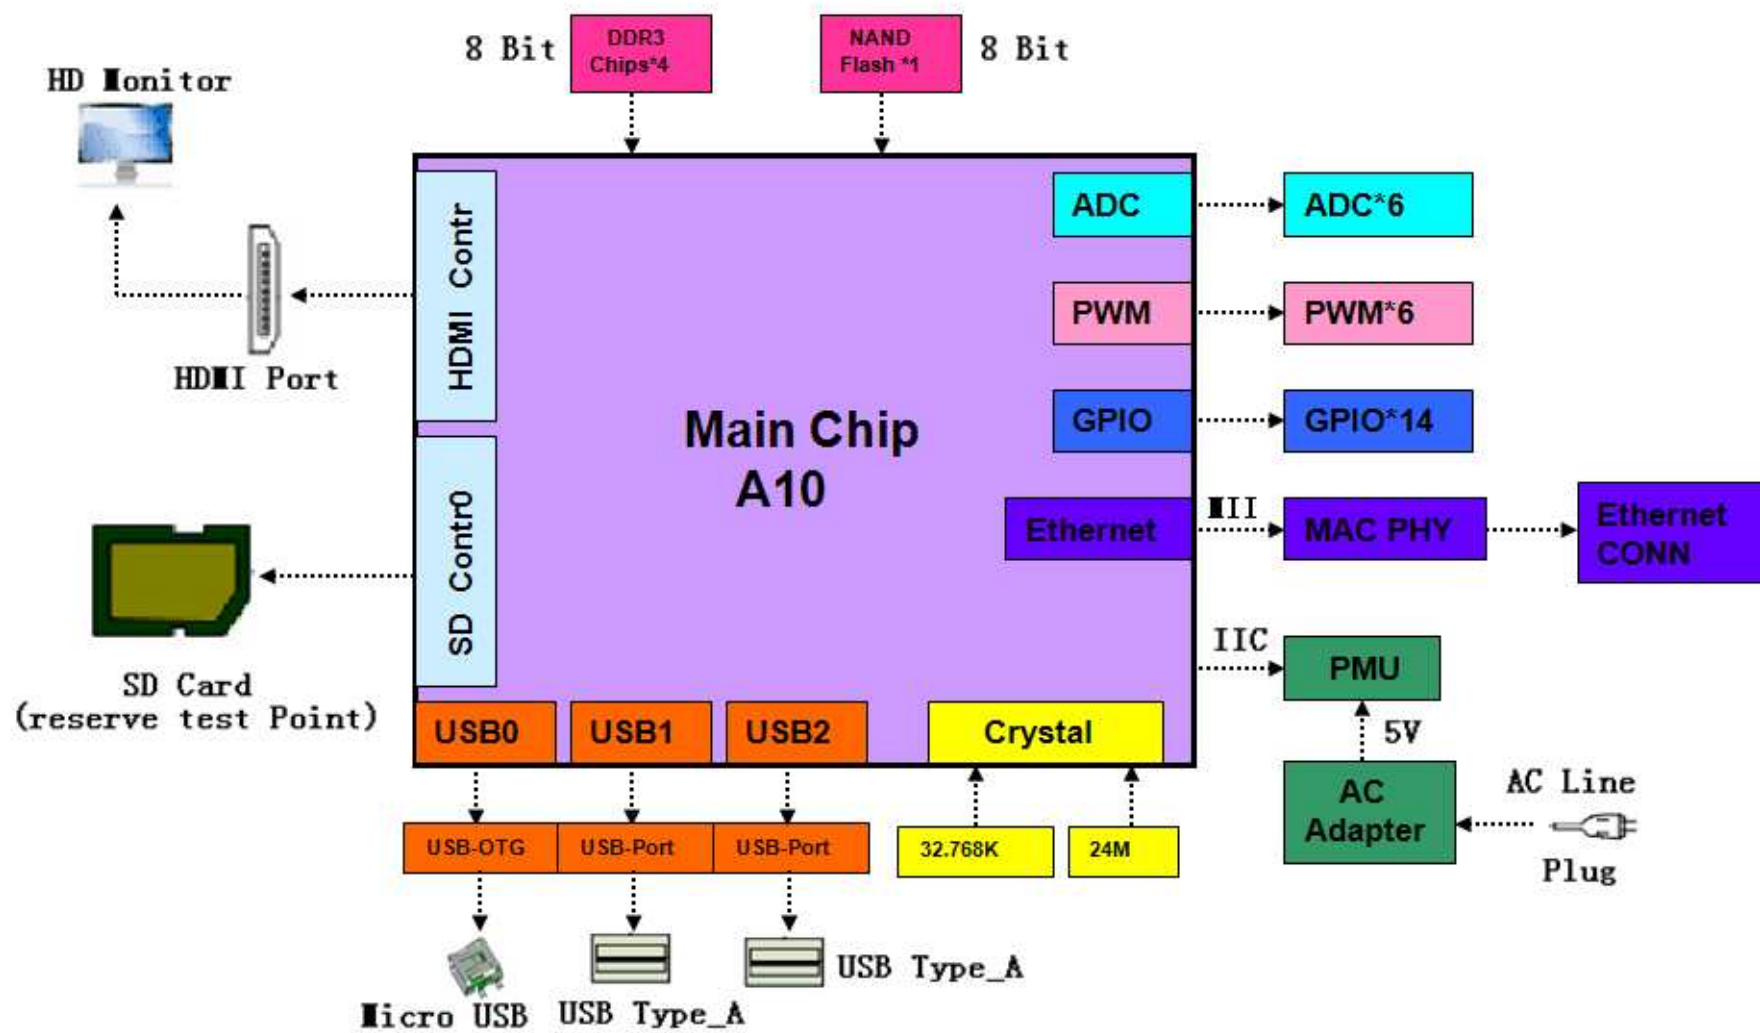 8 Bit
DDR3
Chips*4
NAND
Flash *1
8 Bit
HD Monitor
HDMI Port
HDMI Contr
ADC
ADC*6
PWM
PWM*6
GPIO
GPIO*14
Main Chip
A10
Ethernet
MII
MAC PHY
Ethernet
CONN
SD Contr0
SD Card
(reserve test Point)
IIC
PMU
5V
AC
Adapter
AC Line
Plug
USB0
USB1
USB2
Crystal
USB-OTG
USB-Port
USB-Port
32.768K
24M
Micro USB
USB Type_A
USB Type_A